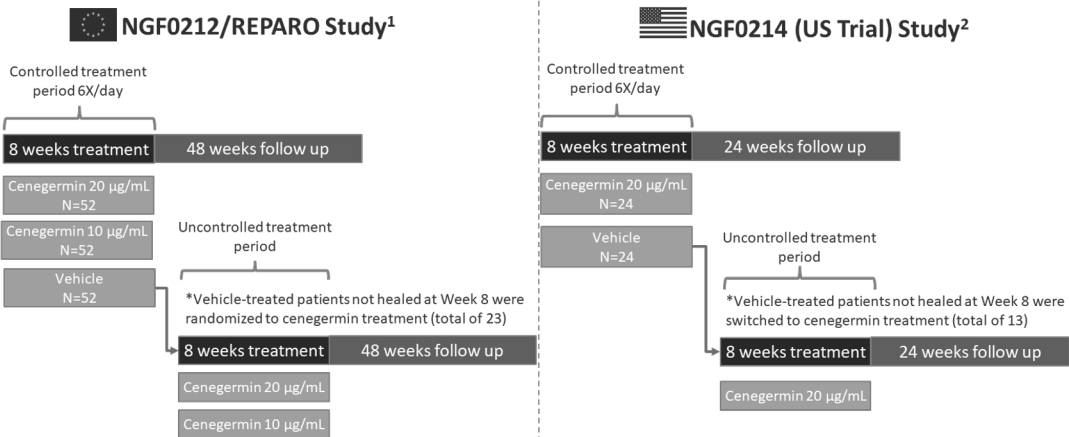 NGF0212/REPARO Study¹
Controlled treatment
period 6X/day
8 weeks treatment
48 weeks follow up
Cenegermin 20 µg/mL
N=52
Cenegermin 10 µg/mL
N=52
Vehicle
N=52
Uncontrolled treatment
period
*Vehicle-treated patients not healed at Week 8 were
randomized to cenegermin treatment (total of 23)
8 weeks treatment
48 weeks follow up
Cenegermin 20 µg/mL
Cenegermin 10 µg/mL
NGF0214 (US Trial) Study²
Controlled treatment
period 6X/day
8 weeks treatment
24 weeks follow up
Cenegermin 20 µg/mL
N=24
Vehicle
N=24
Uncontrolled treatment
period
*Vehicle-treated patients not healed at Week 8 were
switched to cenegermin treatment (total of 13)
8 weeks treatment
24 weeks follow up
Cenegermin 20 µg/mL